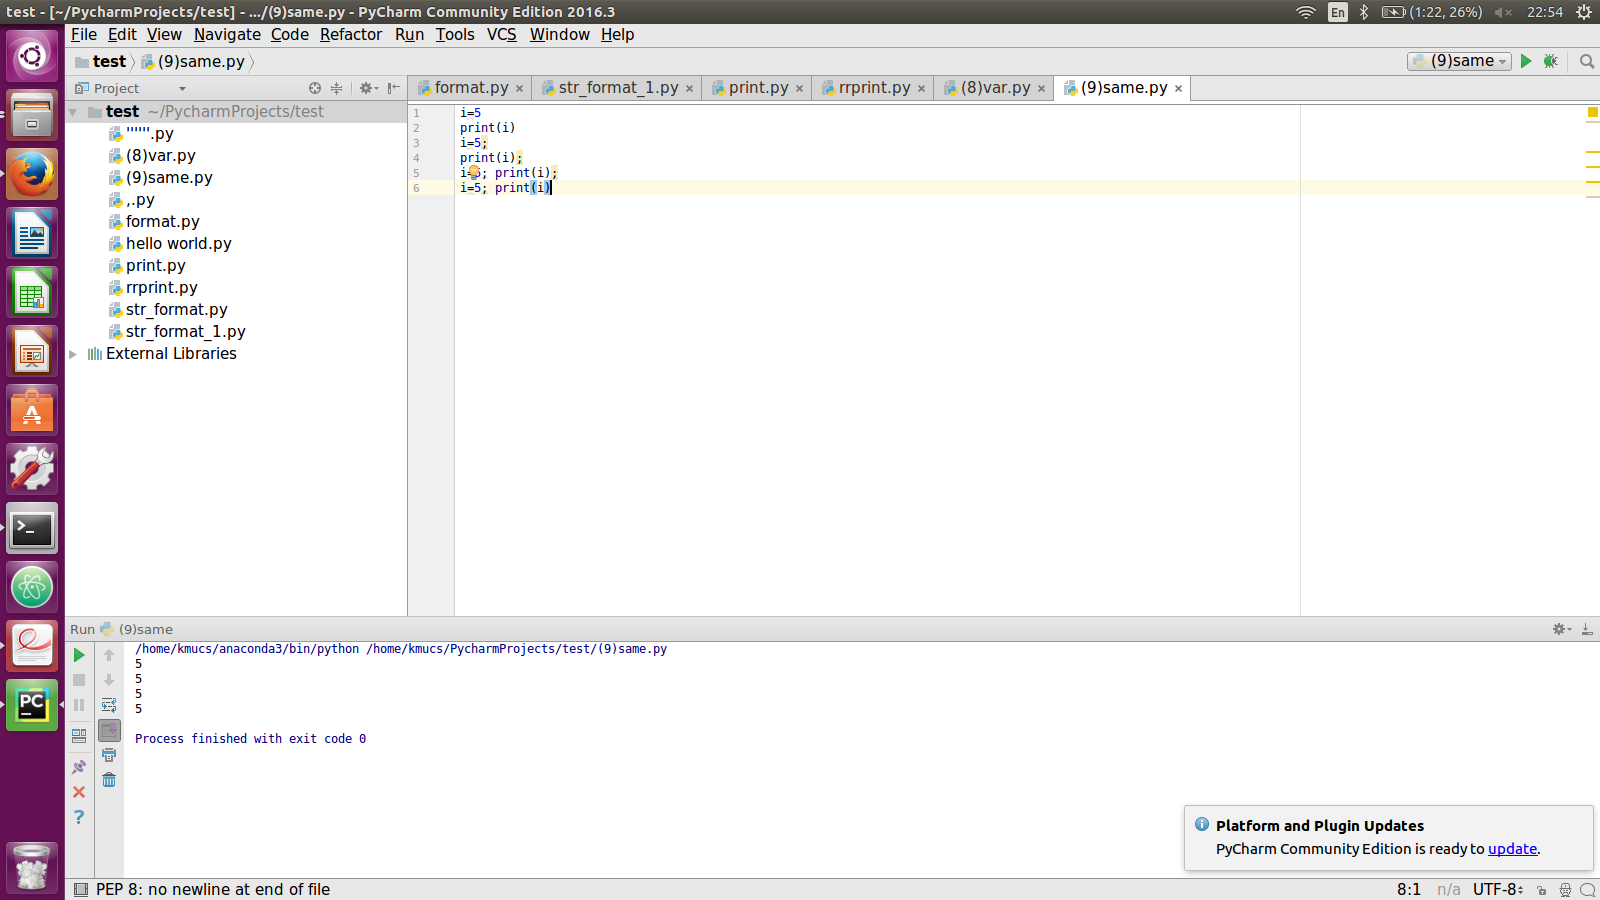 test - [~/PycharmProjects/test] - .../(9)same.py - PyCharm Community Edition 2016.3
En
(1:22, 26%)
22:54
File Edit View Navigate Code Refactor Run Tools VCS Window Help
test
(9)same.py
(9)same
Project
format.py
str_format_1.py
print.py
rrprint.py
(8)var.py
(9)same.py
test ~/PycharmProjects/test
""""".py
(8)var.py
(9)same.py
,.py
format.py
hello world.py
print.py
rrprint.py
str_format.py
str_format_1.py
External Libraries
1 i=5
2 print(i)
3 i=5;
4 print(i);
5 i=5; print(i);
6 i=5; print(i)
Run (9)same
/home/kmucs/anaconda3/bin/python /home/kmucs/PycharmProjects/test/(9)same.py
5
5
5
5
Process finished with exit code 0
PC
Platform and Plugin Updates
PyCharm Community Edition is ready to update.
PEP 8: no newline at end of file
8:1
n/a
UTF-8